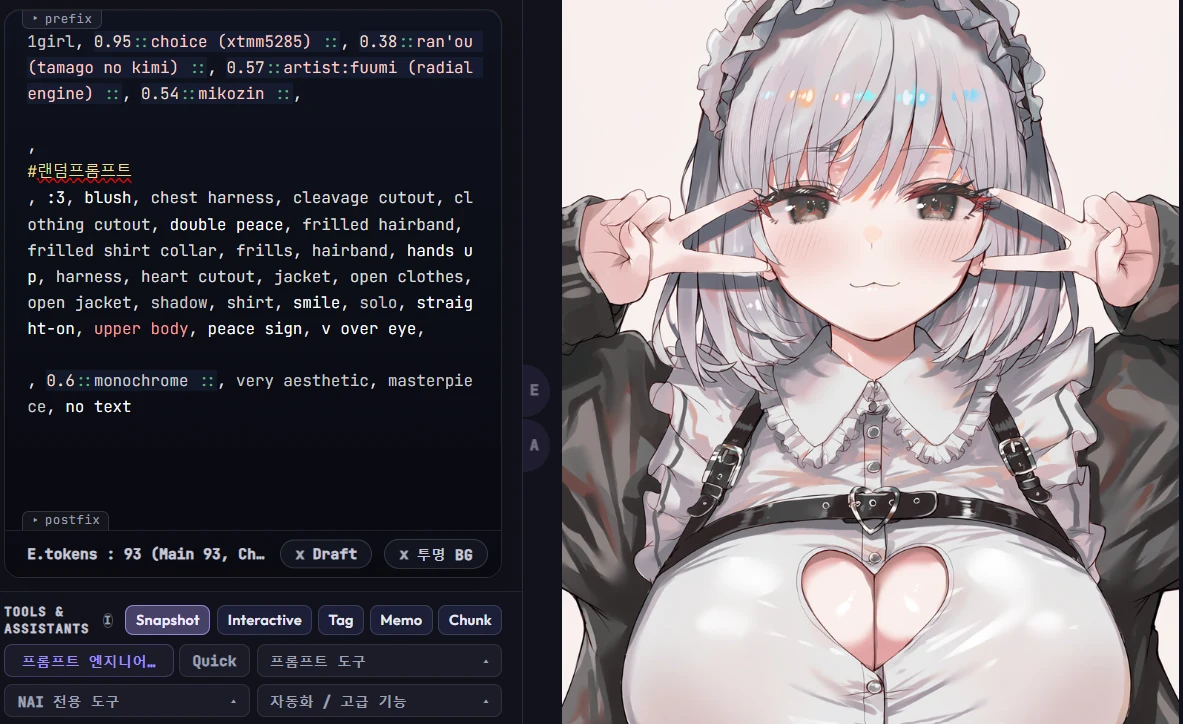 ▸ prefix
1girl, 0.95::choice (xtmm5285) ::, 0.38::ran'ou
(tamago no kimi) ::, 0.57::artist:fuumi (radial
engine) ::, 0.54::mikozin ::,
,
#랜덤프롬프트
, :3, blush, chest harness, cleavage cutout, cl
othing cutout, double peace, frilled hairband,
frilled shirt collar, frills, hairband, hands u
p, harness, heart cutout, jacket, open clothes,
open jacket, shadow, shirt, smile, solo, straig
ht-on, upper body, peace sign, v over eye,
, 0.6::monochrome ::, very aesthetic, masterpie
ce, no text
E
A
▸ postfix
E.tokens : 93 (Main 93, Ch… x Draft x 투명 BG
TOOLS &
ASSISTANTS
Snapshot Interactive Tag Memo Chunk
프롬프트 엔지니어… Quick 프롬프트 도구
NAI 전용 도구 자동화 / 고급 기능